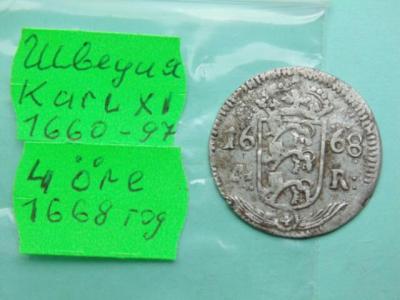 Швеция
Karl XI
1660-97
4 öre
1668 год
16 68
4· R: